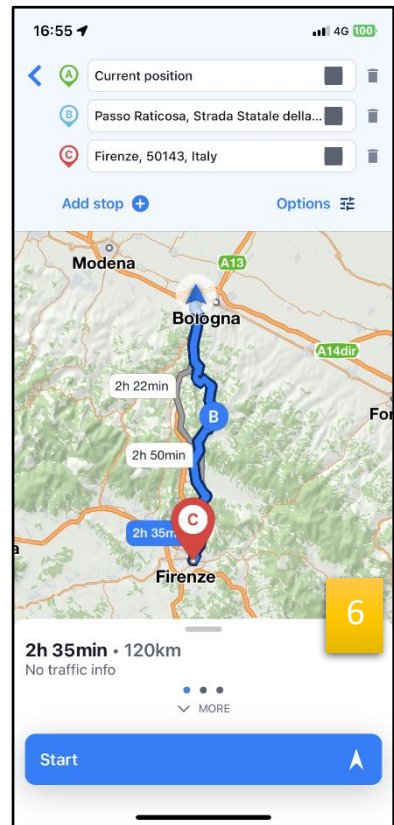 16:55 4G 100
A Current position
B Passo Raticosa, Strada Statale della...
C Firenze, 50143, Italy
Add stop Options
Modena
A13
Bologna
A14dir
2h 22min
B
For
2h 50min
C
2h 35m
a
Firenze
6
2h 35min • 120km
No traffic info
MORE
Start